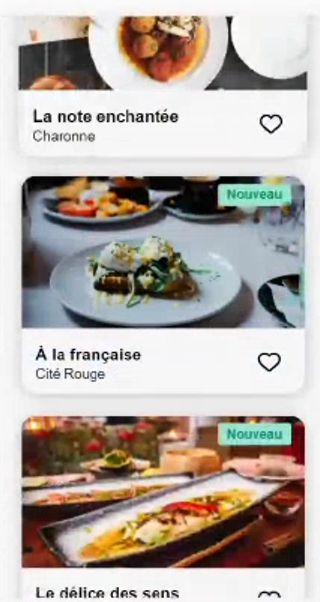 La note enchantée
Charonne
Nouveau
À la française
Cité Rouge
Nouveau
Le délice des sens